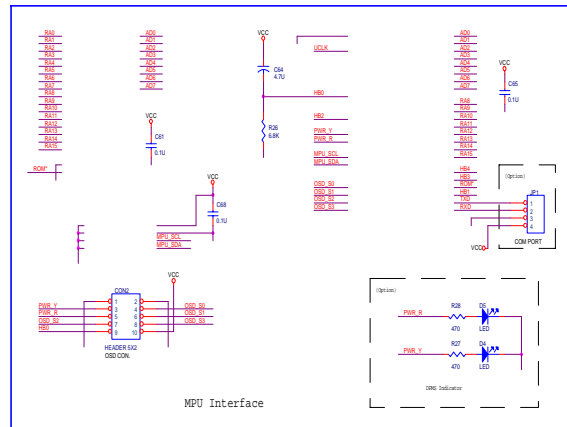 RA0
RA1
RA2
RA3
RA4
RA5
RA6
RA7
RA8
RA9
RA10
RA11
RA12
RA13
RA14
RA15
ROM*
AD0
AD1
AD2
AD3
AD4
AD5
AD6
AD7
VCC
C61
0.1U
VCC
C64
4.7U
R26
6.8K
UCLK
HB0
HB2
PWR_Y
PWR_R
MPU_SCL
MPU_SDA
OSD_S0
OSD_S1
OSD_S2
OSD_S3
AD0
AD1
AD2
AD3
AD4
AD5
AD6
AD7
RA8
RA9
RA10
RA11
RA12
RA13
RA14
RA15
HB4
HB3
ROM*
HB1
TXD
RXD
VCC
C65
0.1U
(Option)
JP1
1
2
3
4
VCC
COM PORT
VCC
C68
0.1U
MPU_SCL
MPU_SDA
VCC
CON2
PWR_Y
PWR_R
OSD_S2
HB0
1 2
3 4
5 6
7 8
9 10
OSD_S0
OSD_S1
OSD_S3
HEADER 5X2
OSD CON.
(Option)
PWR_R
R28
470
D5
LED
PWR_Y
R27
470
D4
LED
DPMS Indicator
MPU Interface